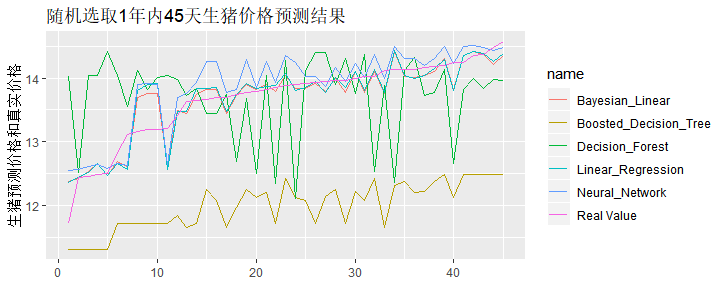 随机选取1年内45天生猪价格预测结果
生猪预测价格和真实价格
14
13
12
0
10
20
30
40
name
Bayesian_Linear
Boosted_Decision_Tree
Decision_Forest
Linear_Regression
Neural_Network
Real Value